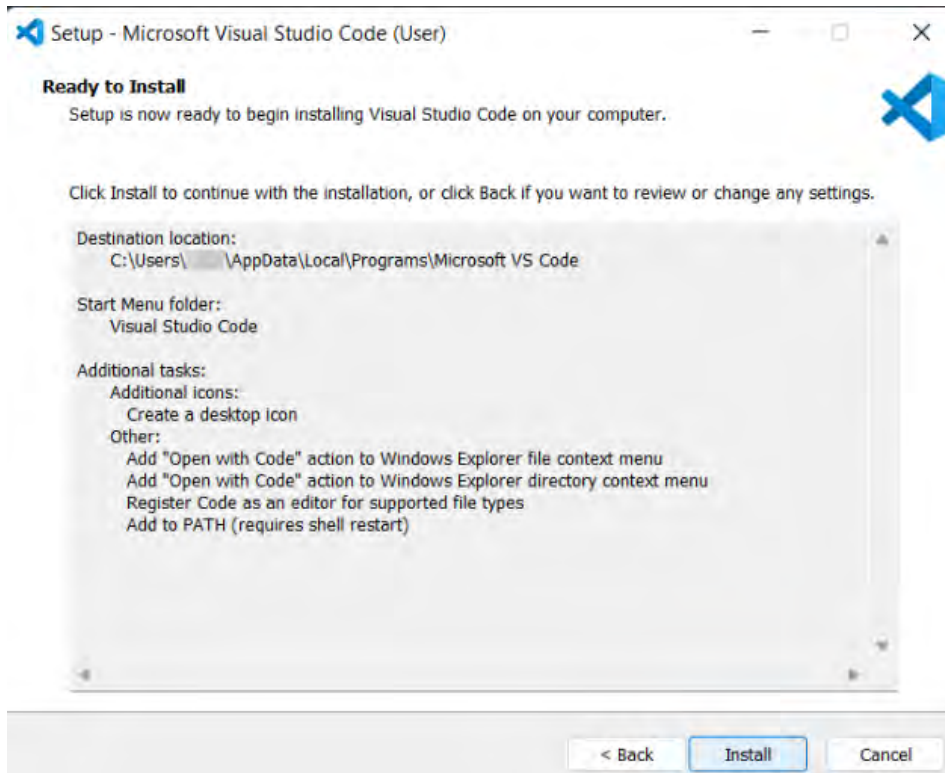 Setup - Microsoft Visual Studio Code (User)
Ready to Install
Setup is now ready to begin installing Visual Studio Code on your computer.
Click Install to continue with the installation, or click Back if you want to review or change any settings.
Destination location:
C:\Users\ \AppData\Local\Programs\Microsoft VS Code
Start Menu folder:
Visual Studio Code
Additional tasks:
Additional icons:
Create a desktop icon
Other:
Add "Open with Code" action to Windows Explorer file context menu
Add "Open with Code" action to Windows Explorer directory context menu
Register Code as an editor for supported file types
Add to PATH (requires shell restart)
< Back Install Cancel